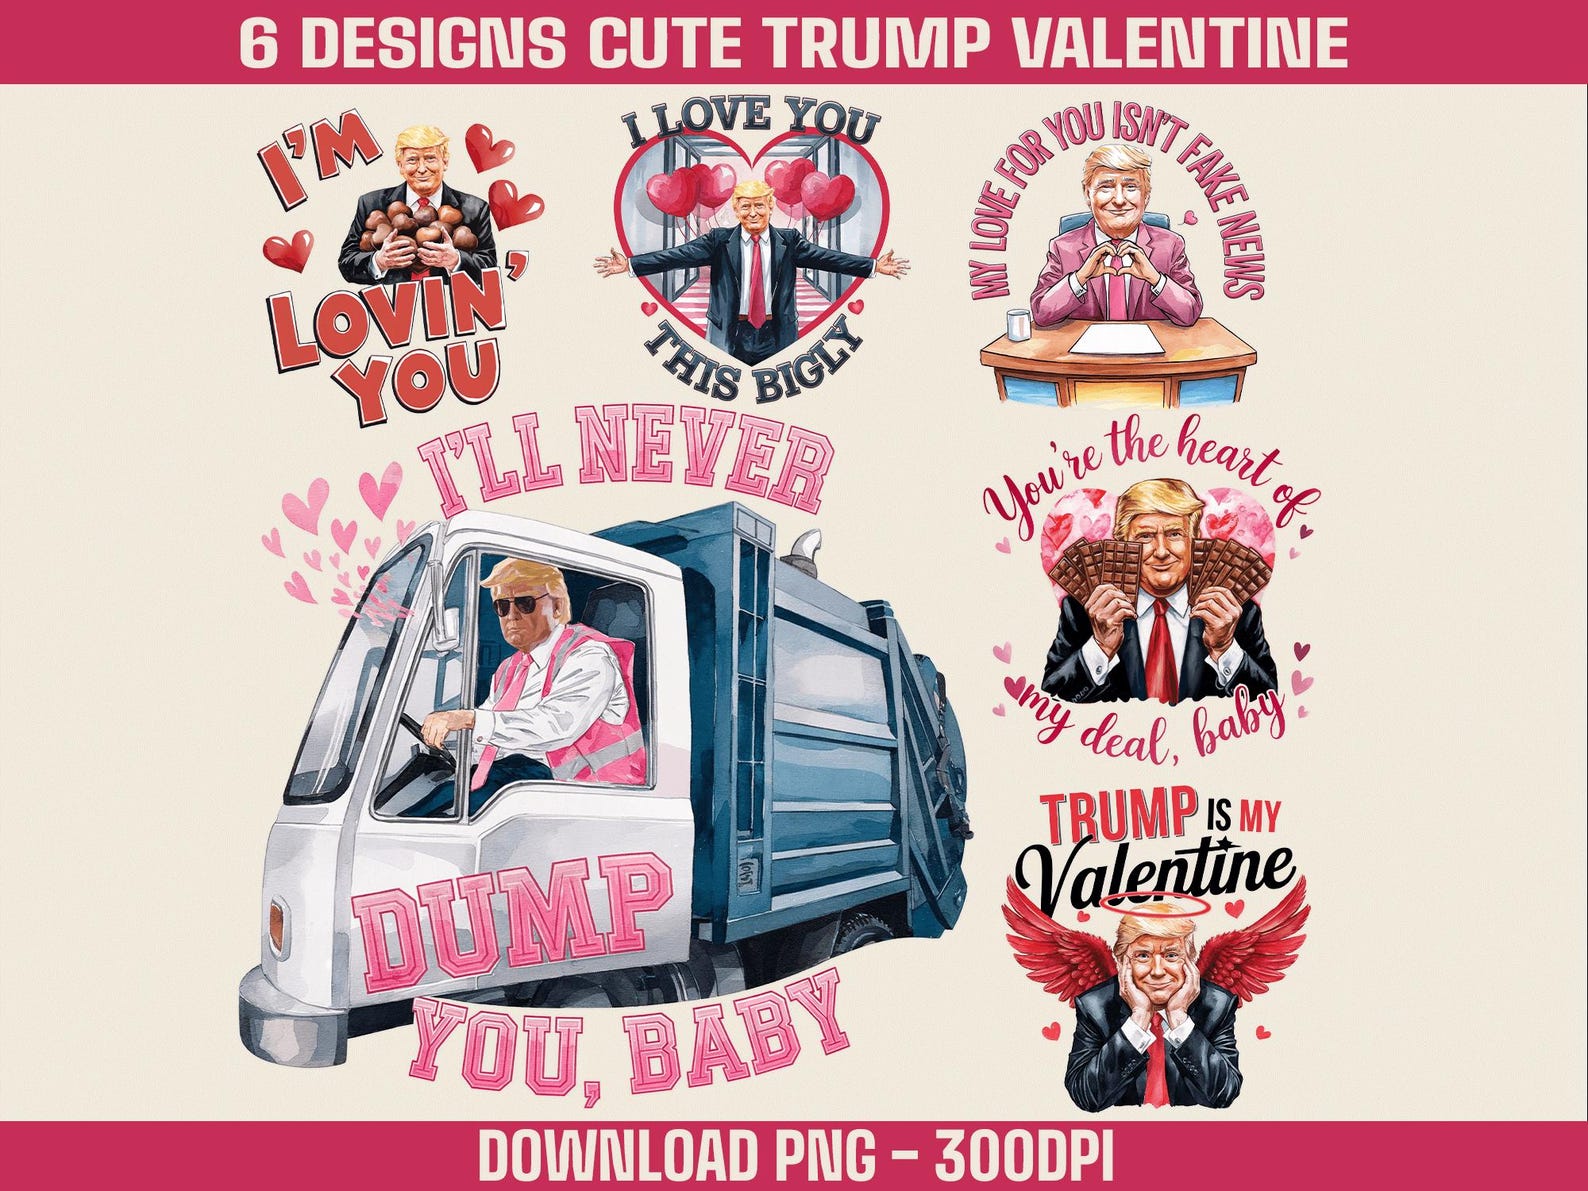 6 DESIGNS CUTE TRUMP VALENTINE
I'M
LOVIN'
YOU
I LOVE YOU
THIS BIGLY
MY LOVE FOR YOU ISN'T FAKE NEWS
I'LL NEVER
DUMP
YOU, BABY
You're the heart of
my deal, baby
TRUMP IS MY
Valentine
DOWNLOAD PNG - 300DPI